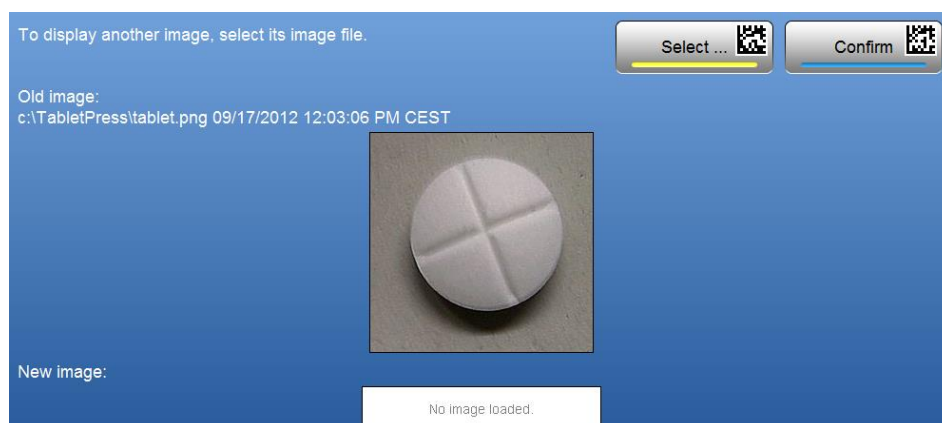 To display another image, select its image file.
Select ...
Confirm
Old image:
c:\TabletPress\tablet.png 09/17/2012 12:03:06 PM CEST
New image:
No image loaded.